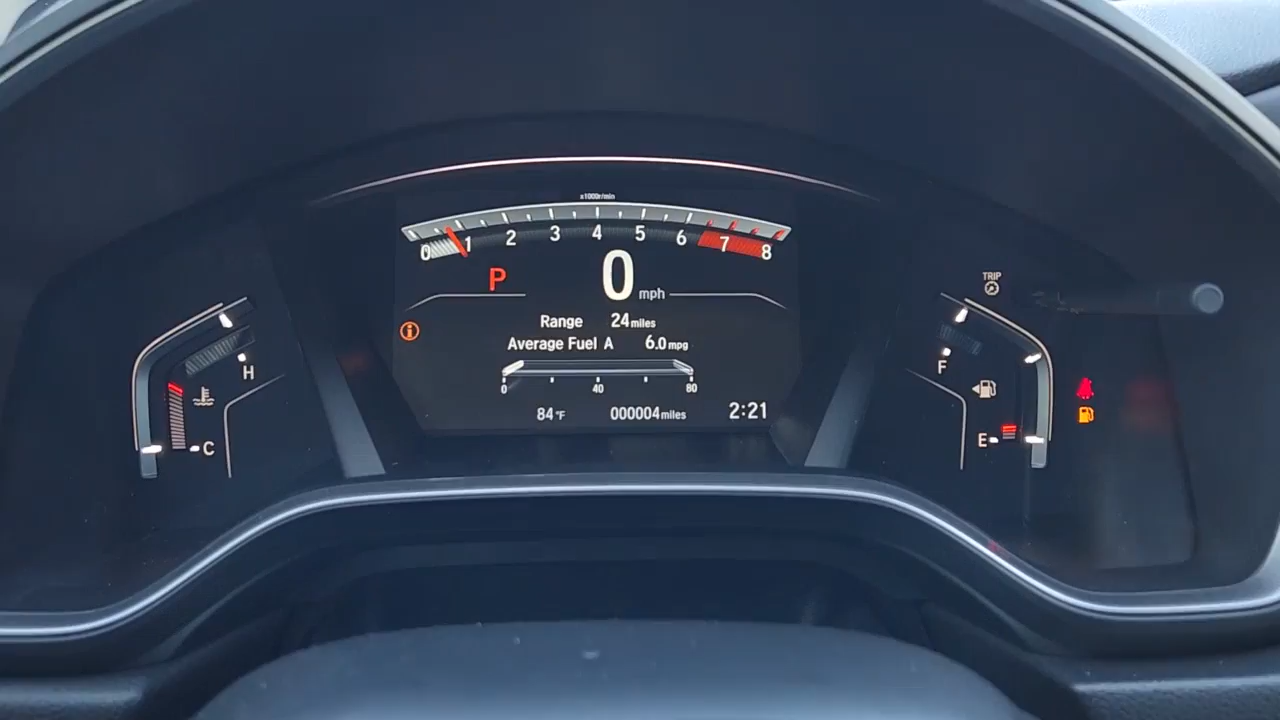 x1000r/min
0 1 2 3 4 5 6 7 8
P 0 mph
TRIP
Range 24 miles
Average Fuel A 6.0 mpg
0 40 80
84°F 000004 miles 2:21
H
C
F
E